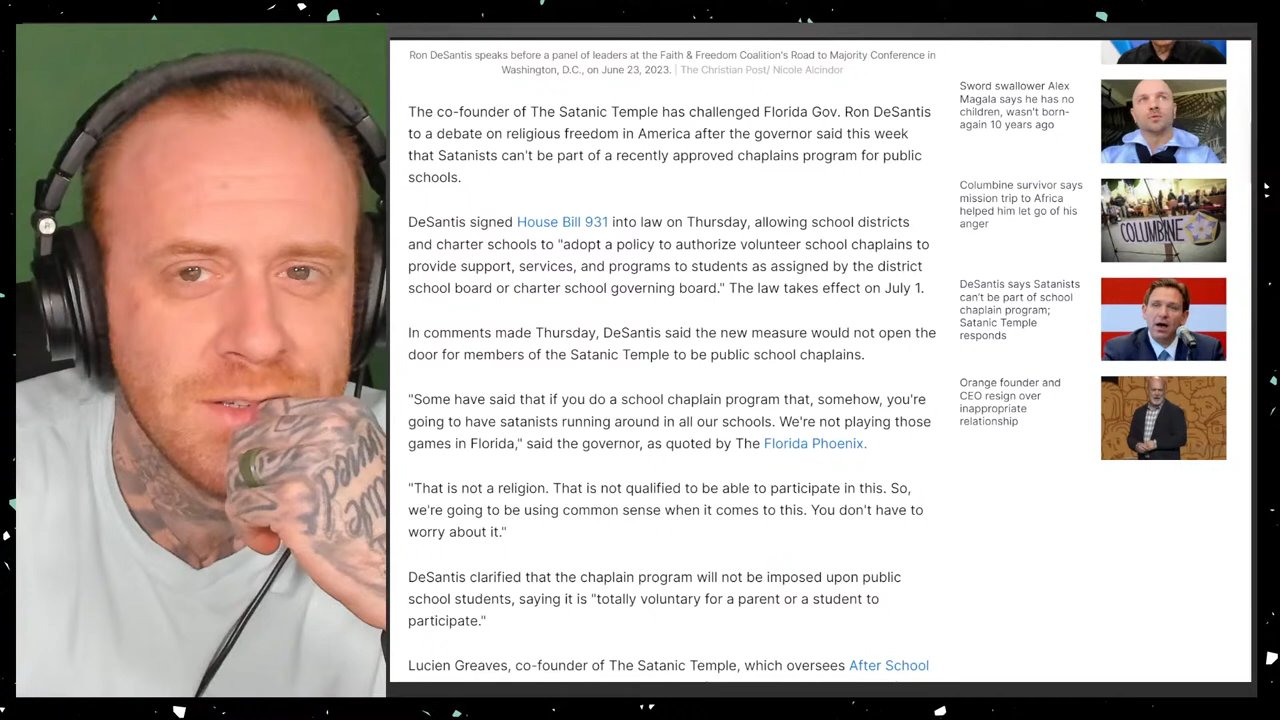 Ron DeSantis speaks before a panel of leaders at the Faith & Freedom Coalition's Road to Majority Conference in
Washington, D.C., on June 23, 2023. | The Christian Post/ Nicole Alcindor
The co-founder of The Satanic Temple has challenged Florida Gov. Ron DeSantis
to a debate on religious freedom in America after the governor said this week
that Satanists can't be part of a recently approved chaplains program for public
schools.
DeSantis signed House Bill 931 into law on Thursday, allowing school districts
and charter schools to "adopt a policy to authorize volunteer school chaplains to
provide support, services, and programs to students as assigned by the district
school board or charter school governing board." The law takes effect on July 1.
In comments made Thursday, DeSantis said the new measure would not open the
door for members of the Satanic Temple to be public school chaplains.
"Some have said that if you do a school chaplain program that, somehow, you're
going to have satanists running around in all our schools. We're not playing those
games in Florida," said the governor, as quoted by The Florida Phoenix.
"That is not a religion. That is not qualified to be able to participate in this. So,
we're going to be using common sense when it comes to this. You don't have to
worry about it."
DeSantis clarified that the chaplain program will not be imposed upon public
school students, saying it is "totally voluntary for a parent or a student to
participate."
Lucien Greaves, co-founder of The Satanic Temple, which oversees After School
Sword swallower Alex
Magala says he has no
children, wasn't born-
again 10 years ago
Columbine survivor says
mission trip to Africa
helped him let go of his
anger
COLUMBINE
DeSantis says Satanists
can't be part of school
chaplain program;
Satanic Temple
responds
Orange founder and
CEO resign over
inappropriate
relationship